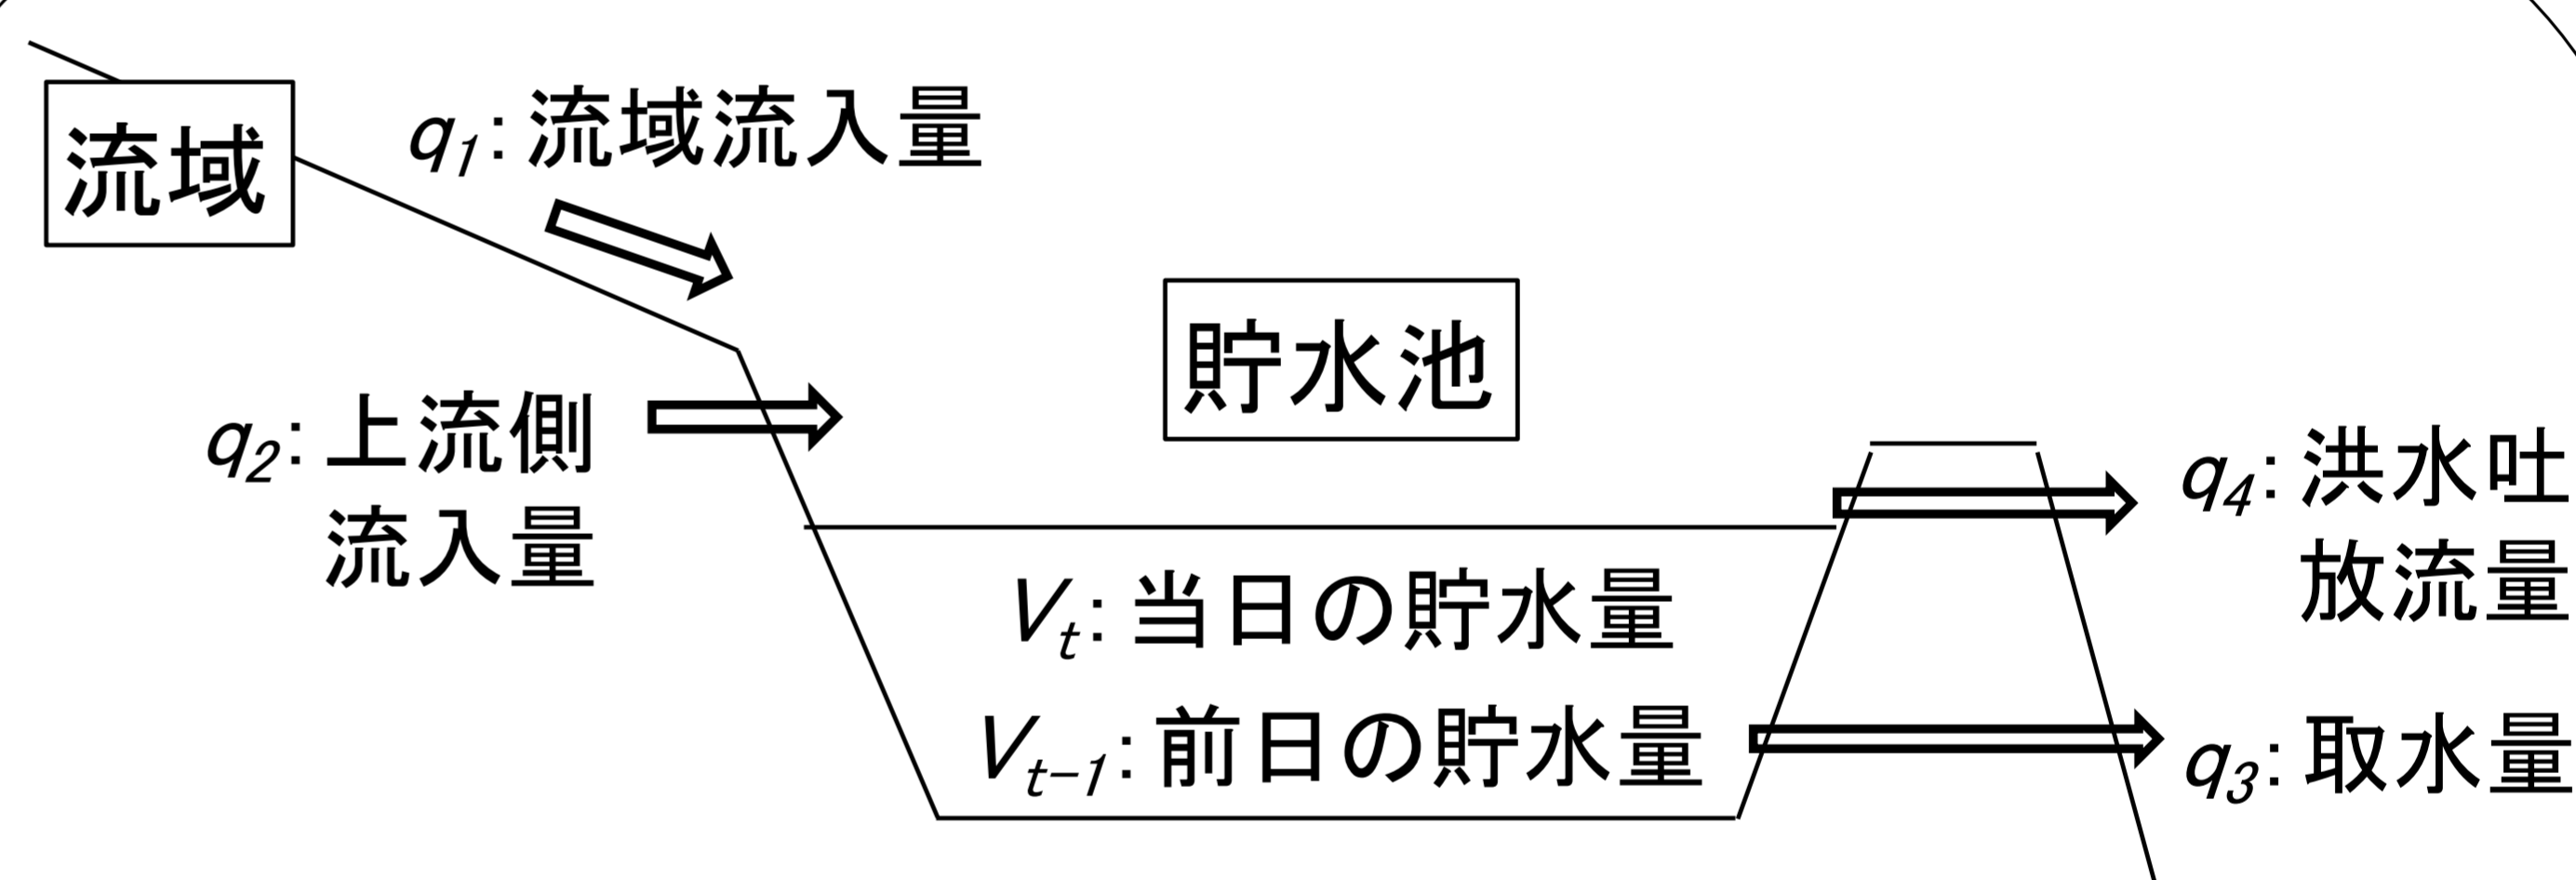 流域
q1: 流域流入量
貯水池
q2: 上流側
流入量
q4: 洪水吐
放流量
Vt: 当日の貯水量
Vt−1: 前日の貯水量
q3: 取水量